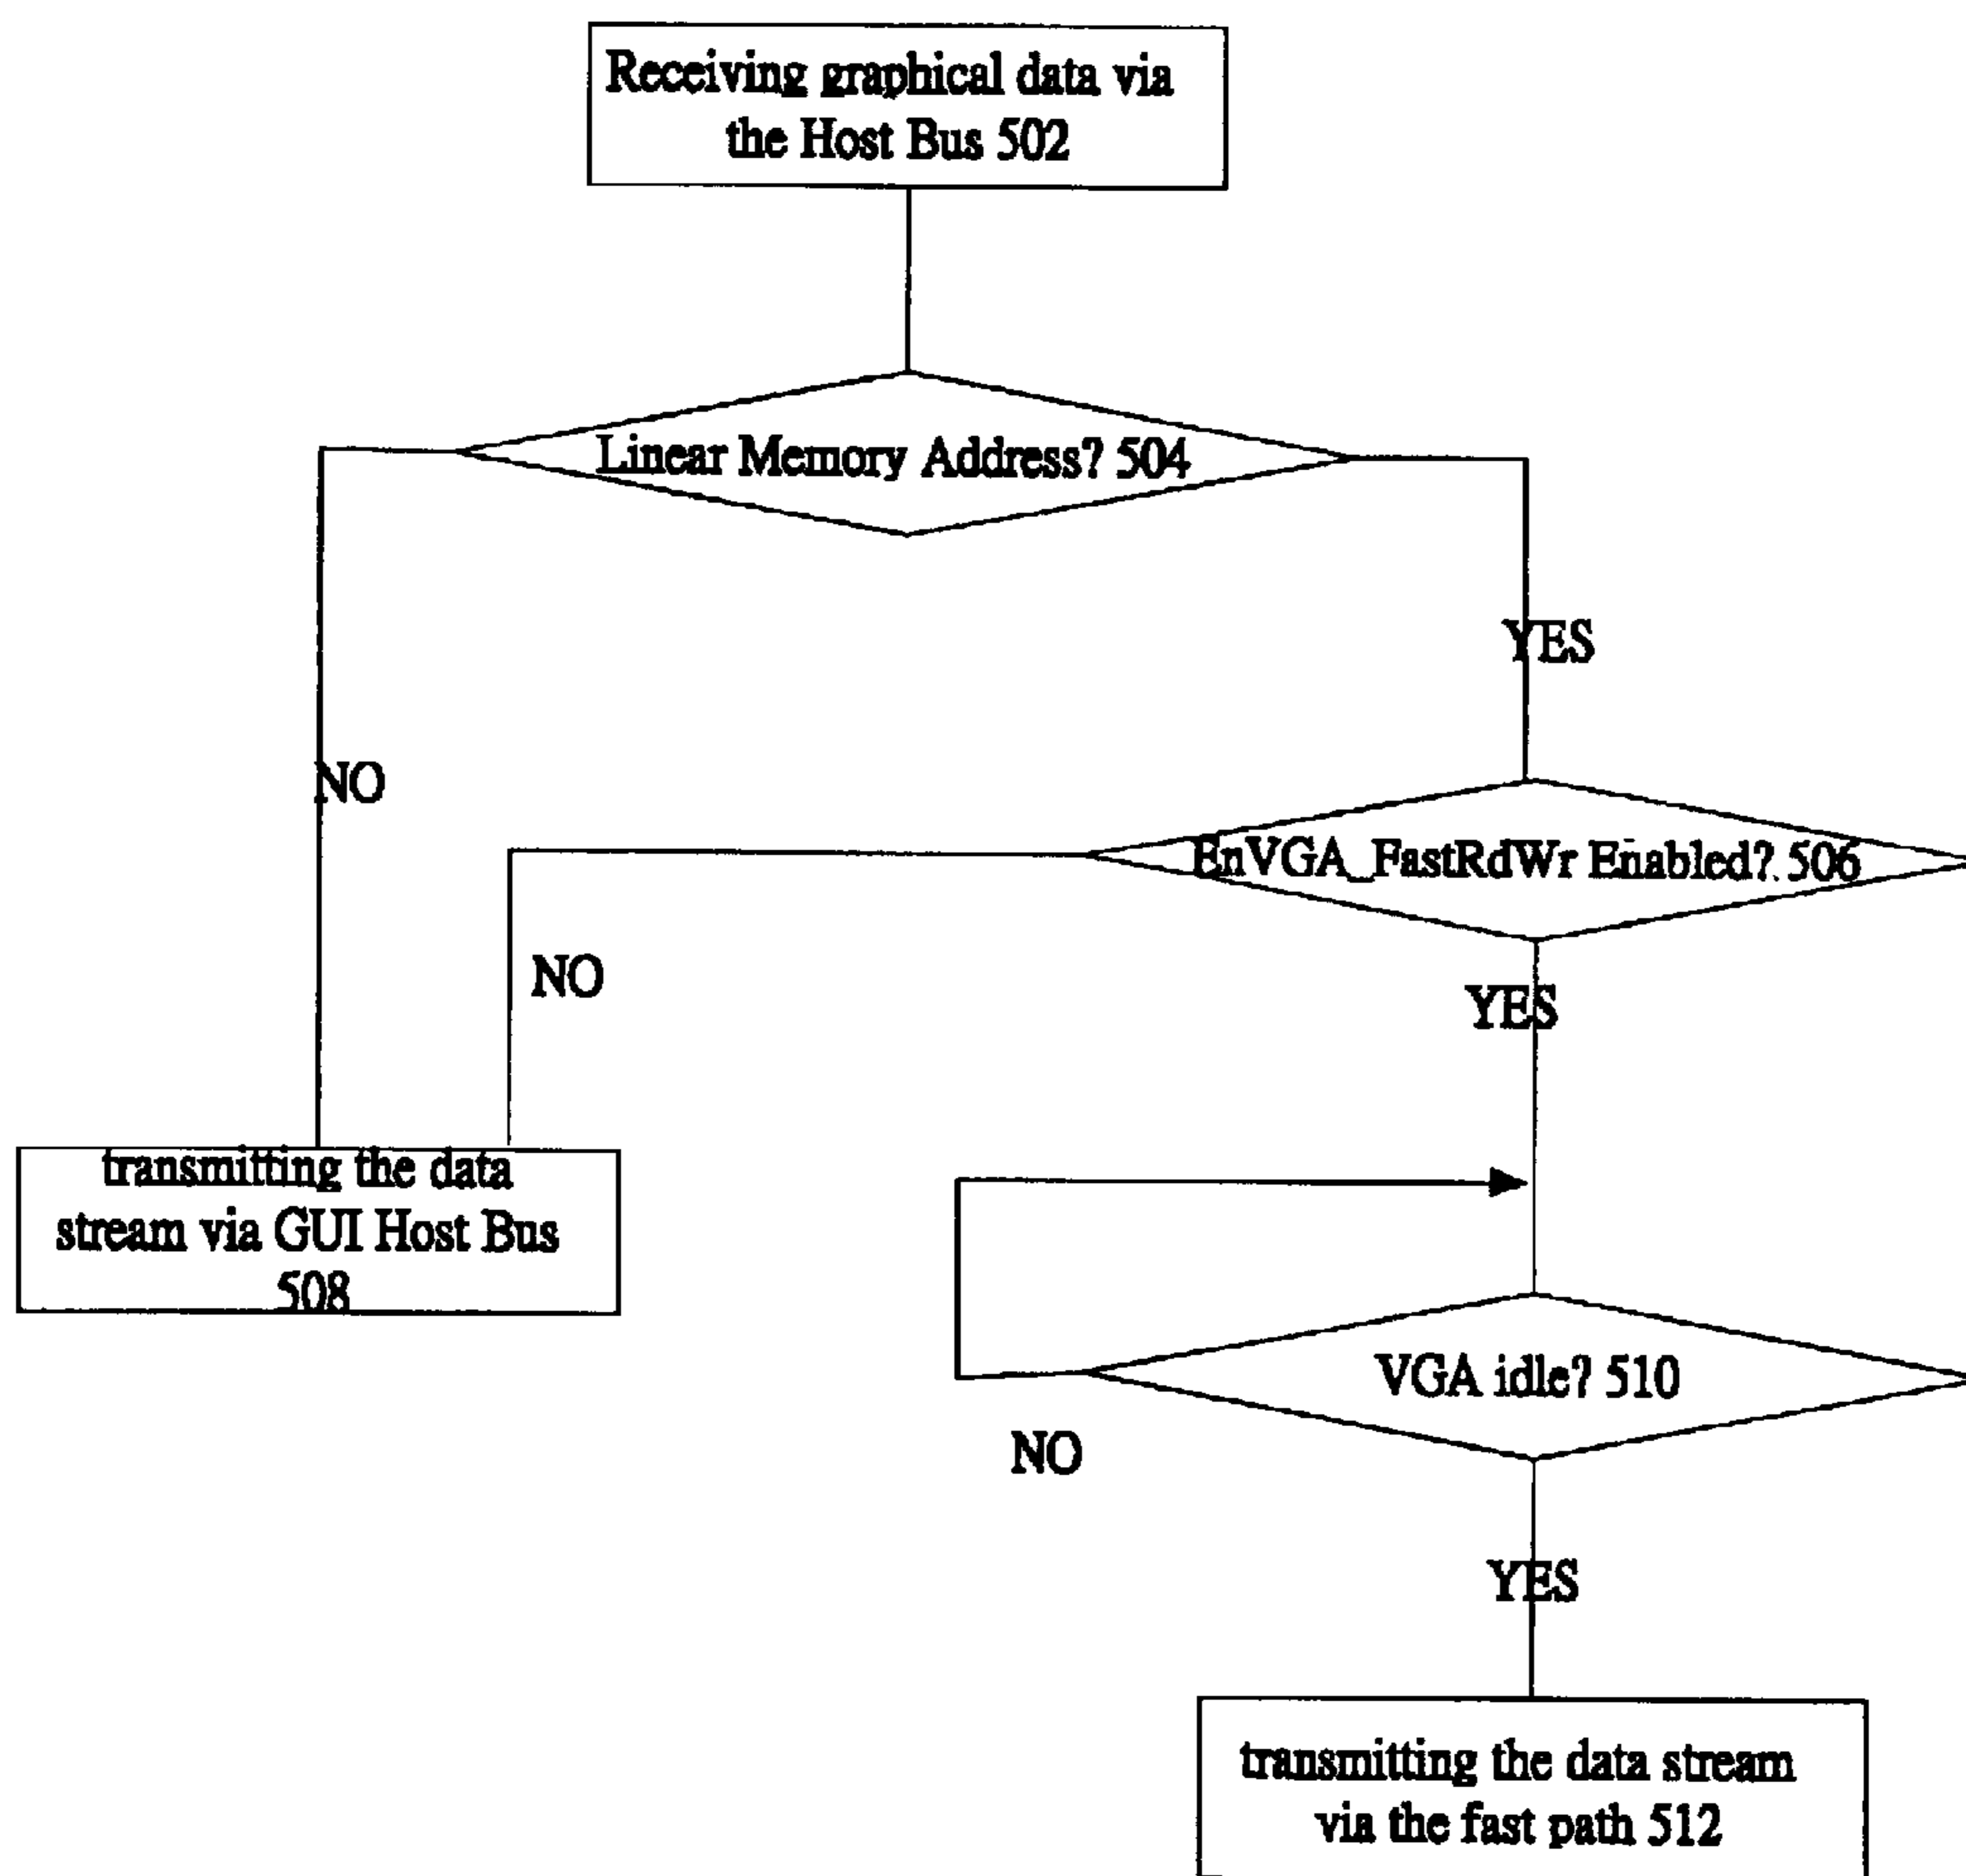 Receiving graphical data via
the Host Bus 502
Linear Memory Address? 504
YES
NO
EnVGA_FastRdWr Enabled? 506
NO
YES
transmitting the data
stream via GUI Host Bus
508
VGA idle? 510
NO
YES
transmitting the data stream
via the fast path 512